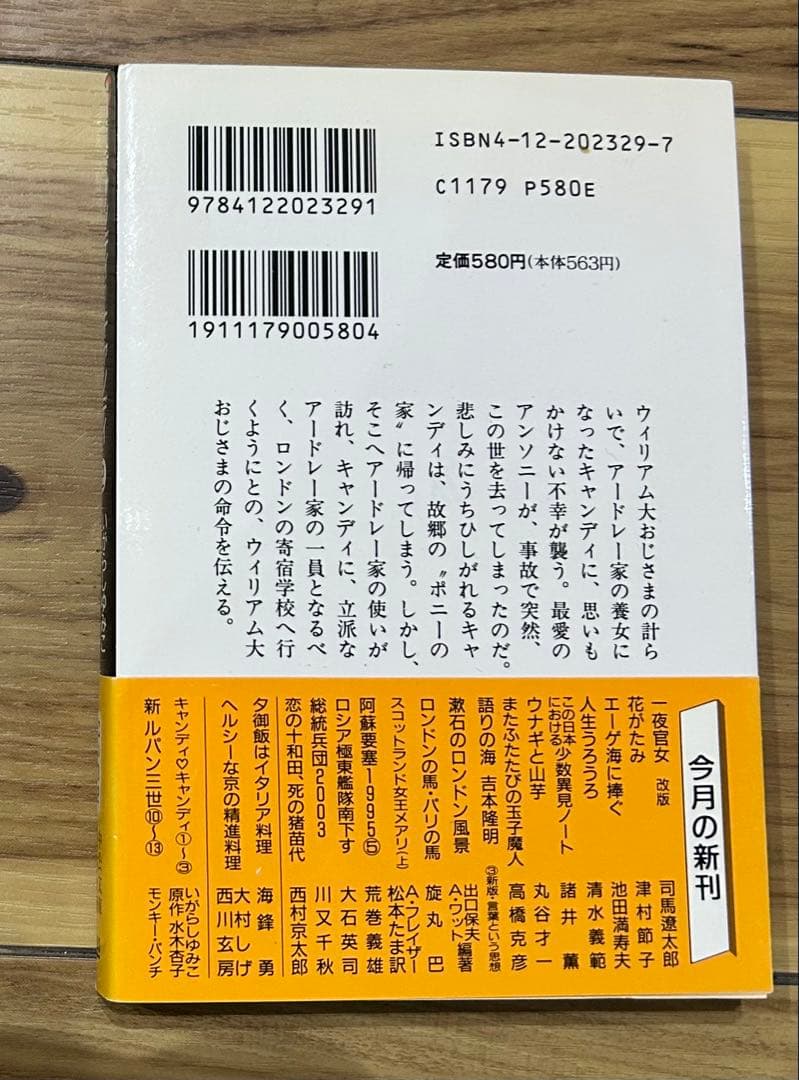 ISBN4-12-202329-7
C1179 P580E
9784122023291
定価580円(本体563円)
1911179005804
ウィリアム大おじさまの計ら
いで、アードレー家の養女に
なったキャンディに、思いも
かけない不幸が襲う。最愛の
アンソニーが、事故で突然、
この世を去ってしまったのだ。
悲しみにうちひしがれるキャ
ンディは、故郷の〝ポニーの
家〟に帰ってしまう。しかし、
そこへアードレー家の使いが
訪れ、キャンディに、立派な
アードレー家の一員となるべ
く、ロンドンの寄宿学校へ行
くようにとの、ウィリアム大
おじさまの命令を伝える。
今月の新刊
一夜官女 改版 司馬遼太郎
花がたみ 津村節子
エーゲ海に捧ぐ 池田満寿夫
人生うろうろ 清水義範
この日本における少数異見ノート 諸井薫
ウナギと山芋 丸谷才一
またふたたびの玉子魔人 高橋克彦
語りの海 吉本隆明 ③新版・言葉という思想
漱石のロンドン風景 出口保夫 A・ワット 編著
ロンドンの馬・パリの馬 旋丸巴
スコットランド女王メアリ(上) A・フレイザー 松本たま訳
阿蘇要塞1995⑤ 荒巻義雄
ロシア極東艦隊南下す 大石英司
総統兵団2003 川又千秋
恋の十和田、死の猪苗代 西村京太郎
夕御飯はイタリア料理 海鋒勇
ヘルシーな京の精進料理 大村しげ 西川玄房
キャンディ♡キャンディ①〜③ いがらしゆみこ 原作 水木杏子
新 ルパン三世⑩〜⑬ モンキー・パンチ